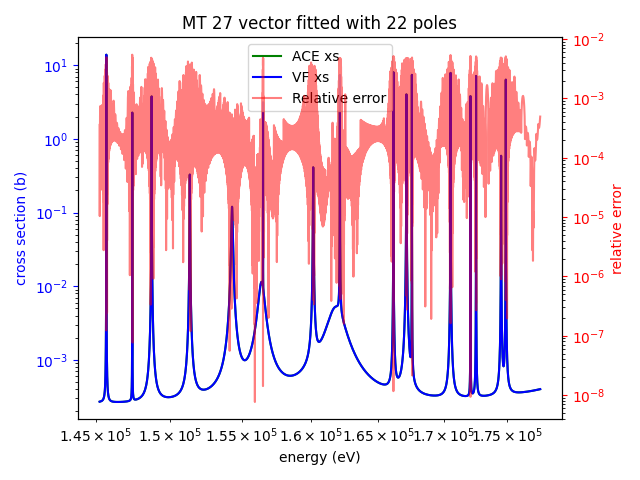 MT 27 vector fitted with 22 poles
ACE xs
VF xs
Relative error
cross section (b)
10¹
10⁰
10⁻¹
10⁻²
10⁻³
relative error
10⁻²
10⁻³
10⁻⁴
10⁻⁵
10⁻⁶
10⁻⁷
10⁻⁸
1.45×10⁵ 1.5×10⁵ 1.55×10⁵ 1.6×10⁵ 1.65×10⁵ 1.7×10⁵ 1.75×10⁵
energy (eV)